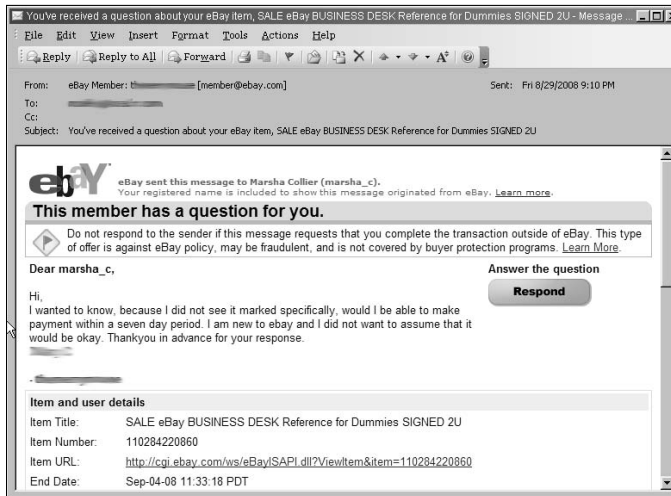 You've received a question about your eBay item, SALE eBay BUSINESS DESK Reference for Dummies SIGNED 2U - Message ...
File Edit View Insert Format Tools Actions Help
Reply Reply to All Forward
From: eBay Member: [member@ebay.com] Sent: Fri 8/29/2008 9:10 PM
To:
Cc:
Subject: You've received a question about your eBay item, SALE eBay BUSINESS DESK Reference for Dummies SIGNED 2U
ebay
eBay sent this message to Marsha Collier (marsha_c).
Your registered name is included to show this message originated from eBay. Learn more.
This member has a question for you.
Do not respond to the sender if this message requests that you complete the transaction outside of eBay. This type
of offer is against eBay policy, may be fraudulent, and is not covered by buyer protection programs. Learn More.
Dear marsha_c,
Answer the question
Respond
Hi,
I wanted to know, because I did not see it marked specifically, would I be able to make
payment within a seven day period. I am new to ebay and I did not want to assume that it
would be okay. Thankyou in advance for your response.
-
Item and user details
Item Title: SALE eBay BUSINESS DESK Reference for Dummies SIGNED 2U
Item Number: 110284220860
Item URL: http://cgi.ebay.com/ws/eBayISAPI.dll?ViewItem&item=110284220860
End Date: Sep-04-08 11:33:18 PDT